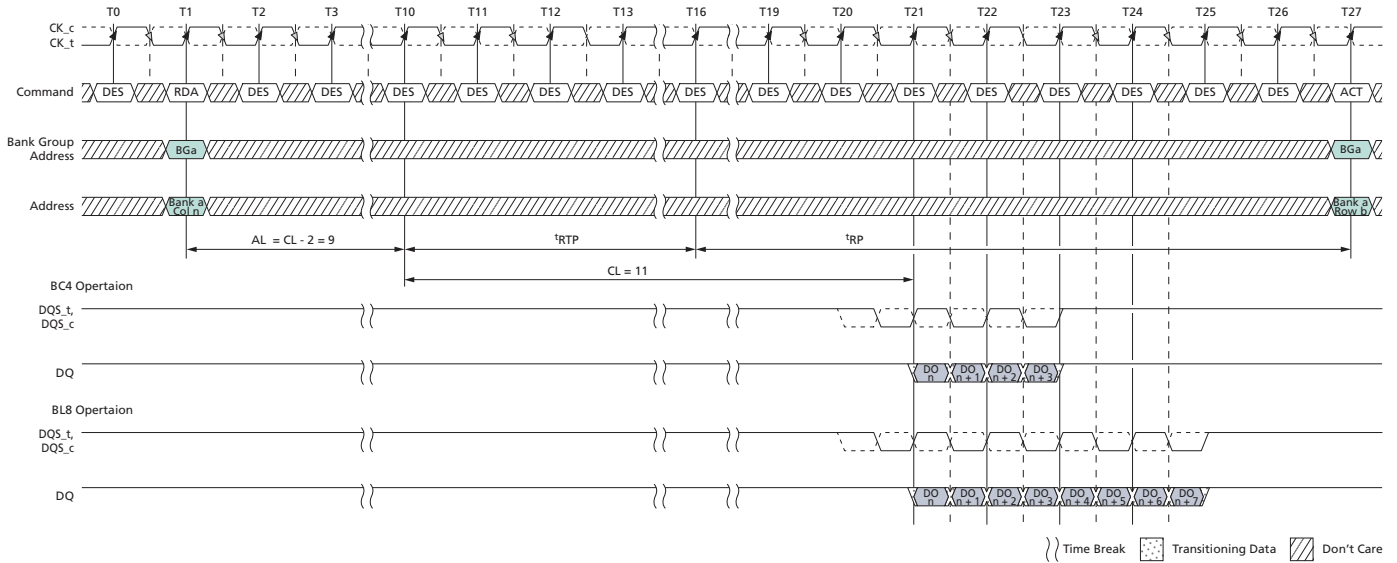 T0 T1 T2 T3 T10 T11 T12 T13 T16 T19 T20 T21 T22 T23 T24 T25 T26 T27
CK_c
CK_t
Command DES RDA DES DES DES DES DES DES DES DES DES DES DES DES DES DES DES ACT
Bank Group
Address
BGa BGa
Address
Bank a
Col n
Bank a
Row b
AL = CL - 2 = 9 tRTP tRP
CL = 11
BC4 Opertaion
DQS_t,
DQS_c
DQ
DO
n
DO
n + 1
DO
n + 2
DO
n + 3
BL8 Opertaion
DQS_t,
DQS_c
DQ
DO
n
DO
n + 1
DO
n + 2
DO
n + 3
DO
n + 4
DO
n + 5
DO
n + 6
DO
n + 7
Time Break Transitioning Data Don't Care